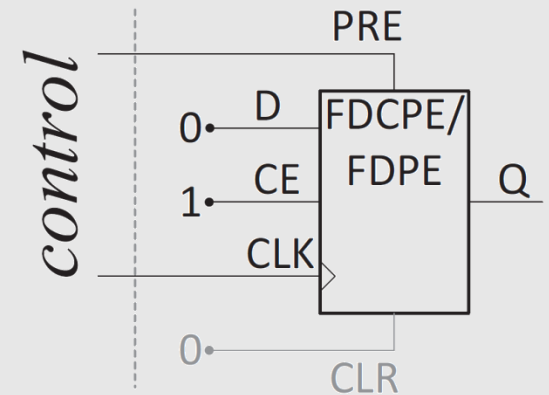 control
PRE
0 D
FDCPE/
FDPE
1 CE
Q
CLK
0
CLR